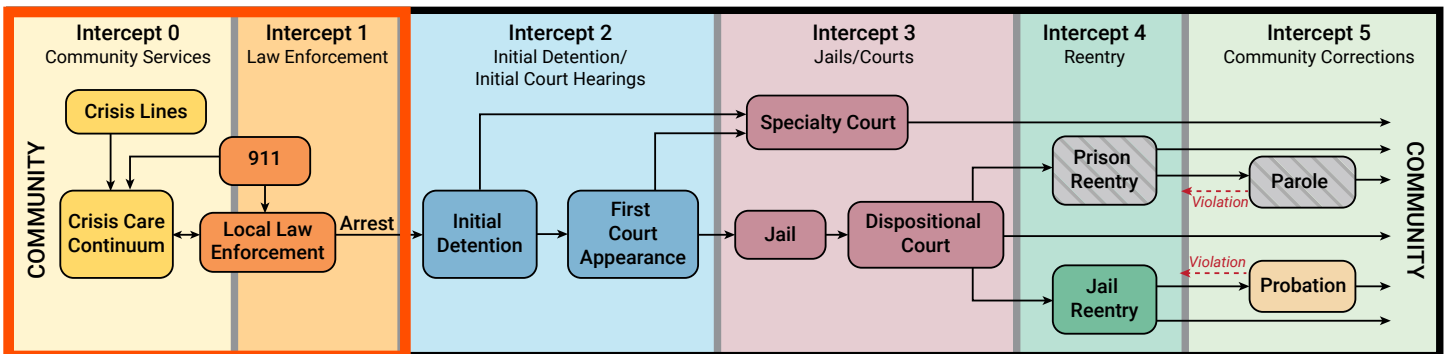 Intercept 0
Community Services
Intercept 1
Law Enforcement
Intercept 2
Initial Detention/
Initial Court Hearings
Intercept 3
Jails/Courts
Intercept 4
Reentry
Intercept 5
Community Corrections
COMMUNITY
Crisis Lines
911
Crisis Care
Continuum
Local Law
Enforcement
Arrest
Initial
Detention
First
Court
Appearance
Specialty Court
Jail
Dispositional
Court
Prison
Reentry
Violation
Parole
Jail
Reentry
Violation
Probation
COMMUNITY